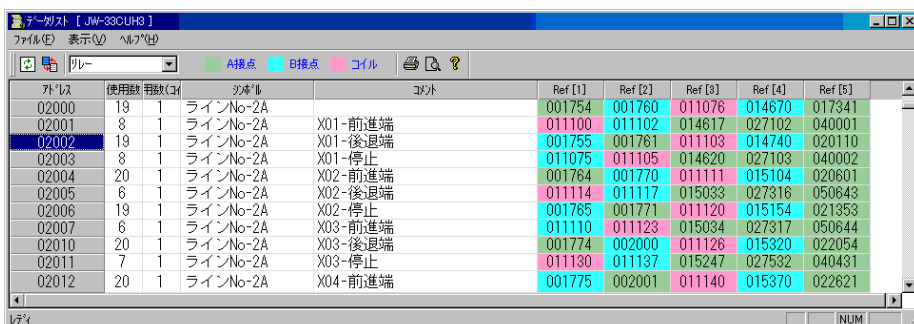 ﾃﾞｰﾀﾘｽﾄ [ JW-33CUH3 ]
ﾌｧｲﾙ(F) 表示(V) ﾍﾙﾌﾟ(H)
ﾘﾚｰ A接点 B接点 コイル
ｱﾄﾞﾚｽ 使用数 用数(コイ ｼﾝﾎﾞﾙ ｺﾒﾝﾄ Ref [1] Ref [2] Ref [3] Ref [4] Ref [5]
02000 19 1 ラインNo-2A 001754 001760 011076 014670 017341
02001 8 1 ラインNo-2A X01-前進端 011100 011102 014617 027102 040001
02002 19 1 ラインNo-2A X01-後退端 001755 001761 011103 014740 020110
02003 8 1 ラインNo-2A X01-停止 011075 011105 014620 027103 040002
02004 20 1 ラインNo-2A X02-前進端 001764 001770 011111 015104 020601
02005 6 1 ラインNo-2A X02-後退端 011114 011117 015033 027316 050643
02006 19 1 ラインNo-2A X02-停止 001765 001771 011120 015154 021353
02007 6 1 ラインNo-2A X03-前進端 011110 011123 015034 027317 050644
02010 20 1 ラインNo-2A X03-後退端 001774 002000 011126 015320 022054
02011 7 1 ラインNo-2A X03-停止 011130 011137 015247 027532 040431
02012 20 1 ラインNo-2A X04-前進端 001775 002001 011140 015370 022621
ﾚﾃﾞｨ NUM